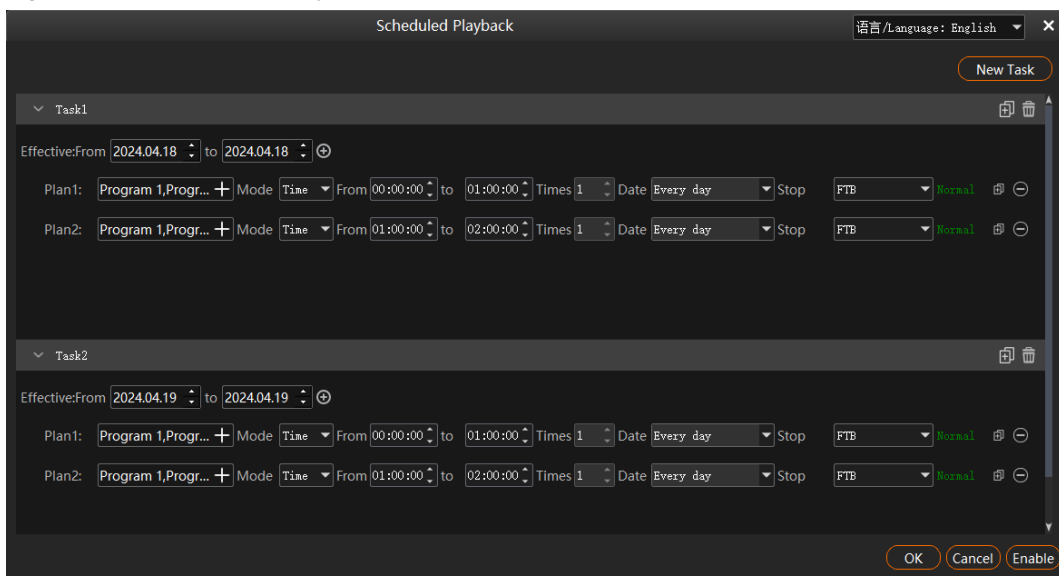 Scheduled Playback
语言/Language: English
New Task
Task1
Effective:From 2024.04.18 to 2024.04.18
Plan1: Program 1,Progr... Mode Time From 00:00:00 to 01:00:00 Times 1 Date Every day Stop FTB Normal
Plan2: Program 1,Progr... Mode Time From 01:00:00 to 02:00:00 Times 1 Date Every day Stop FTB Normal
Task2
Effective:From 2024.04.19 to 2024.04.19
Plan1: Program 1,Progr... Mode Time From 00:00:00 to 01:00:00 Times 1 Date Every day Stop FTB Normal
Plan2: Program 1,Progr... Mode Time From 01:00:00 to 02:00:00 Times 1 Date Every day Stop FTB Normal
OK Cancel Enable